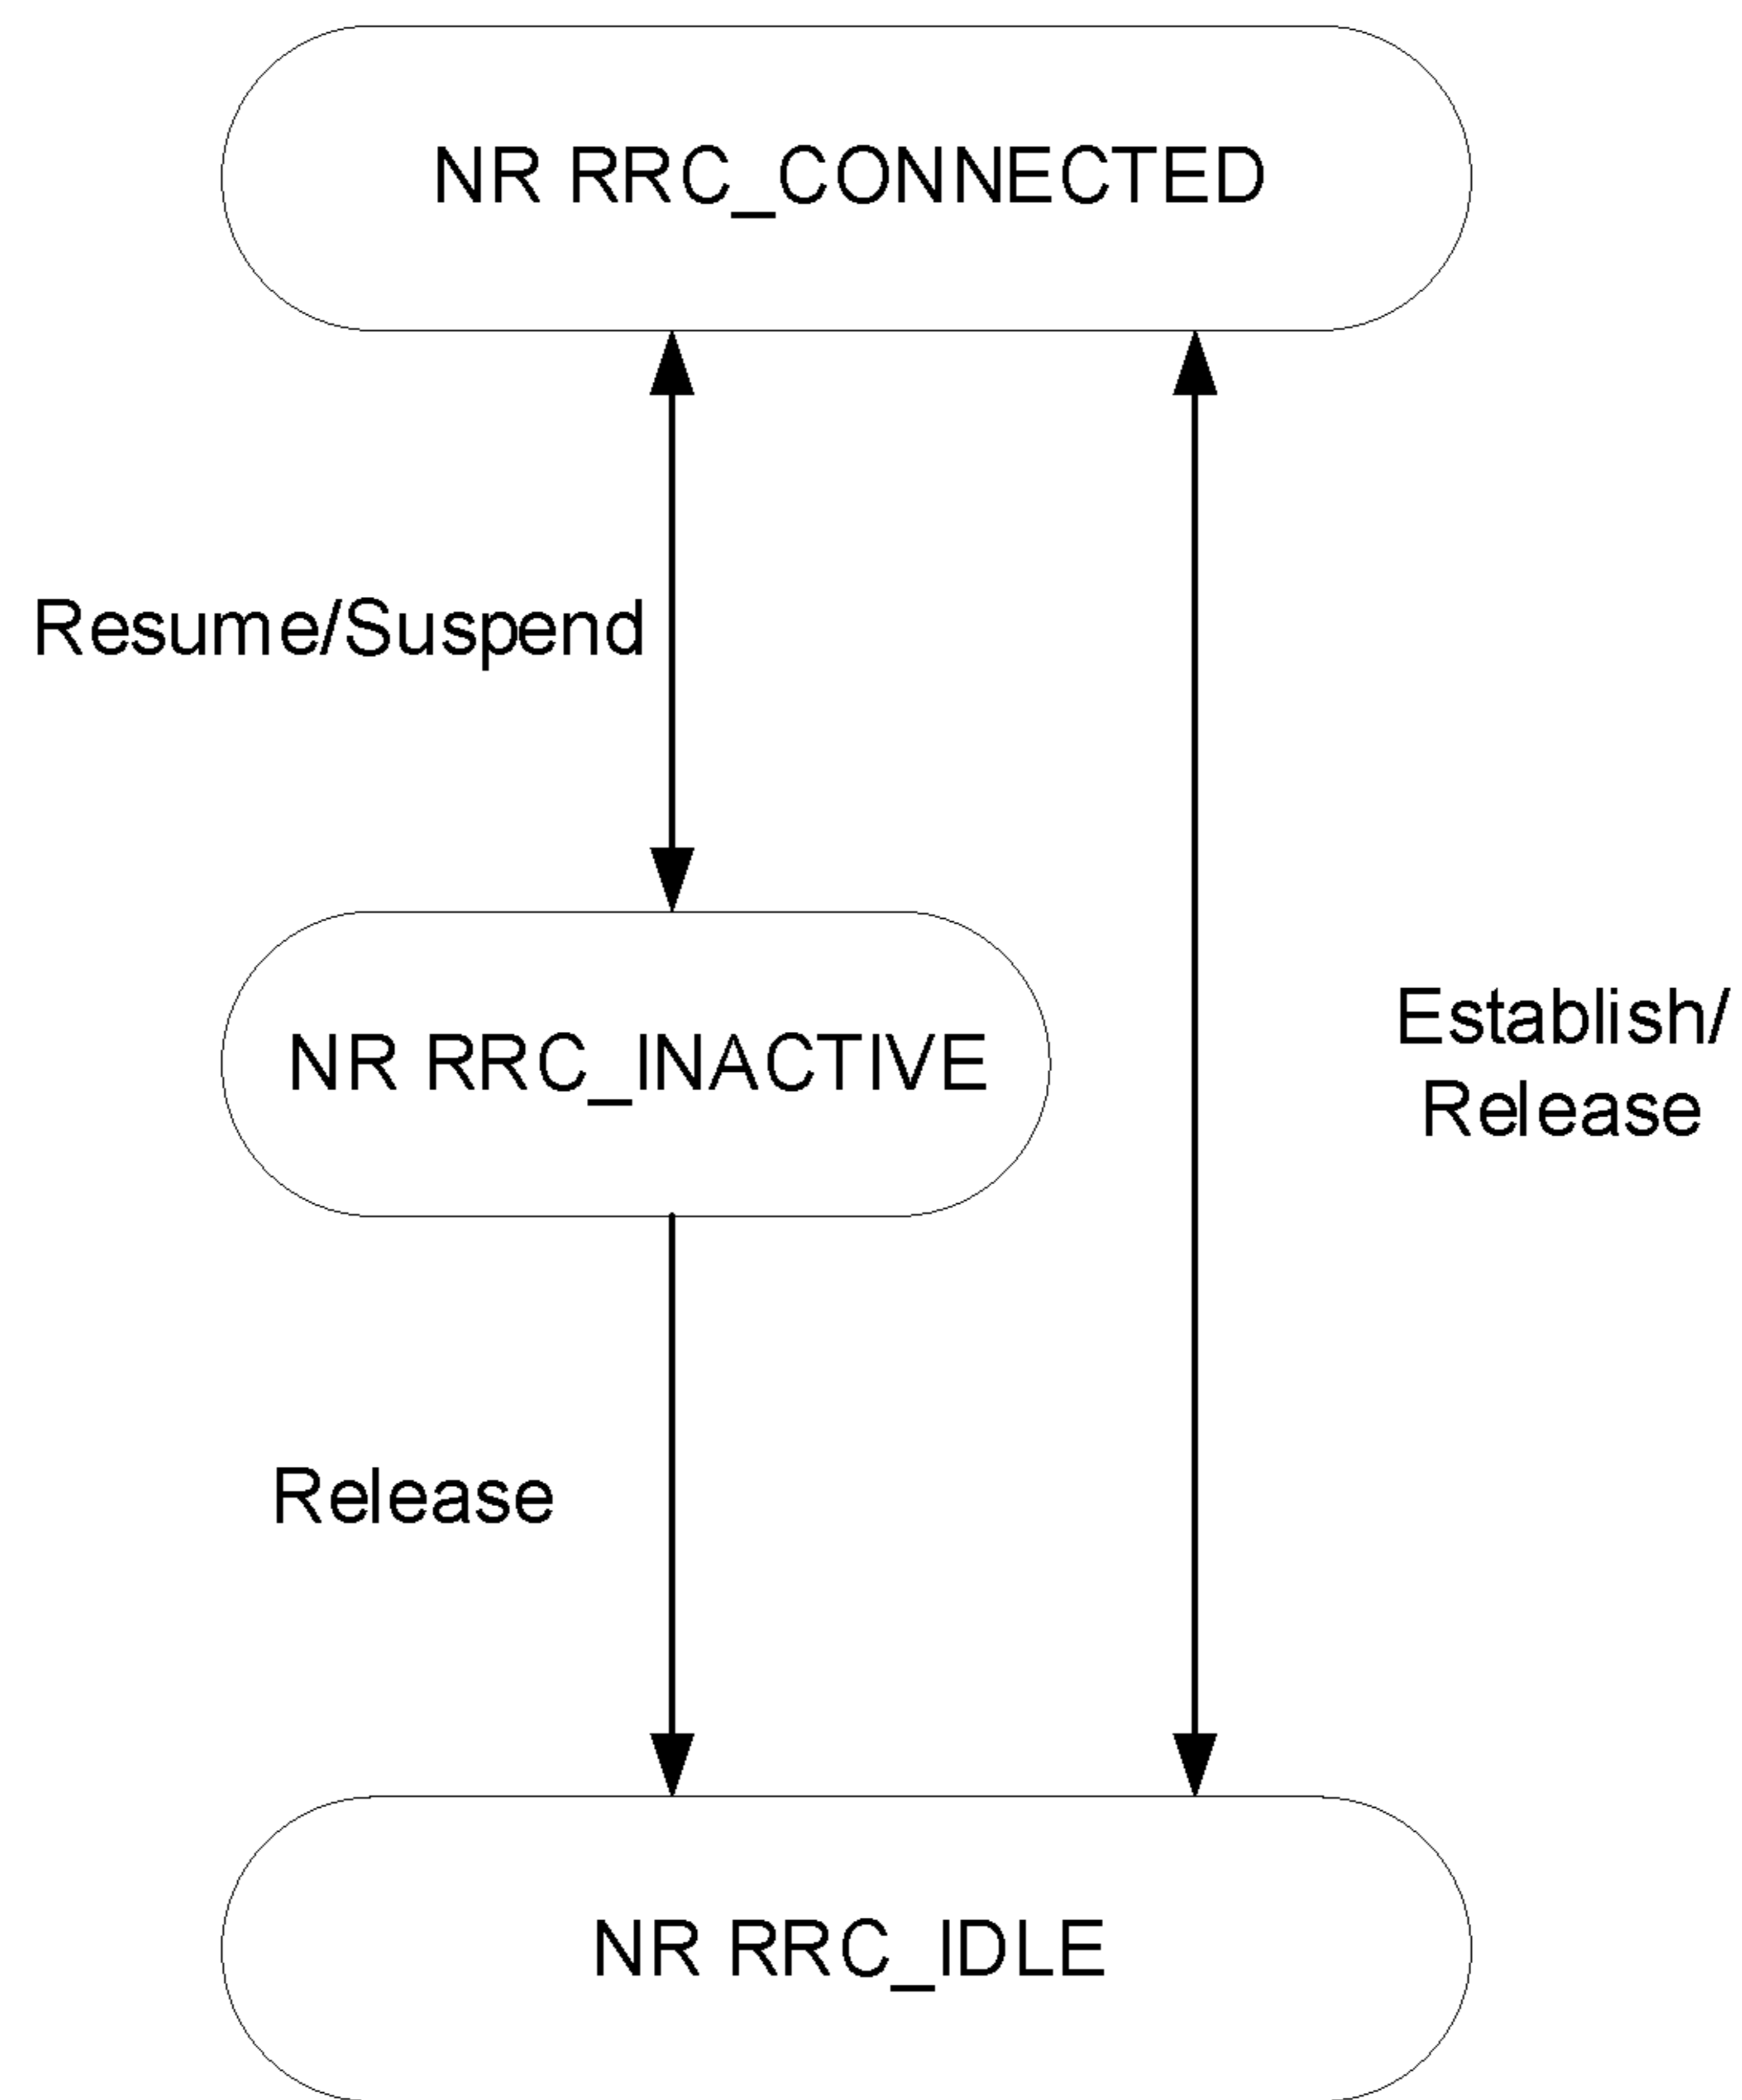 NR RRC_CONNECTED
Resume/Suspend
NR RRC_INACTIVE
Establish/
Release
Release
NR RRC_IDLE